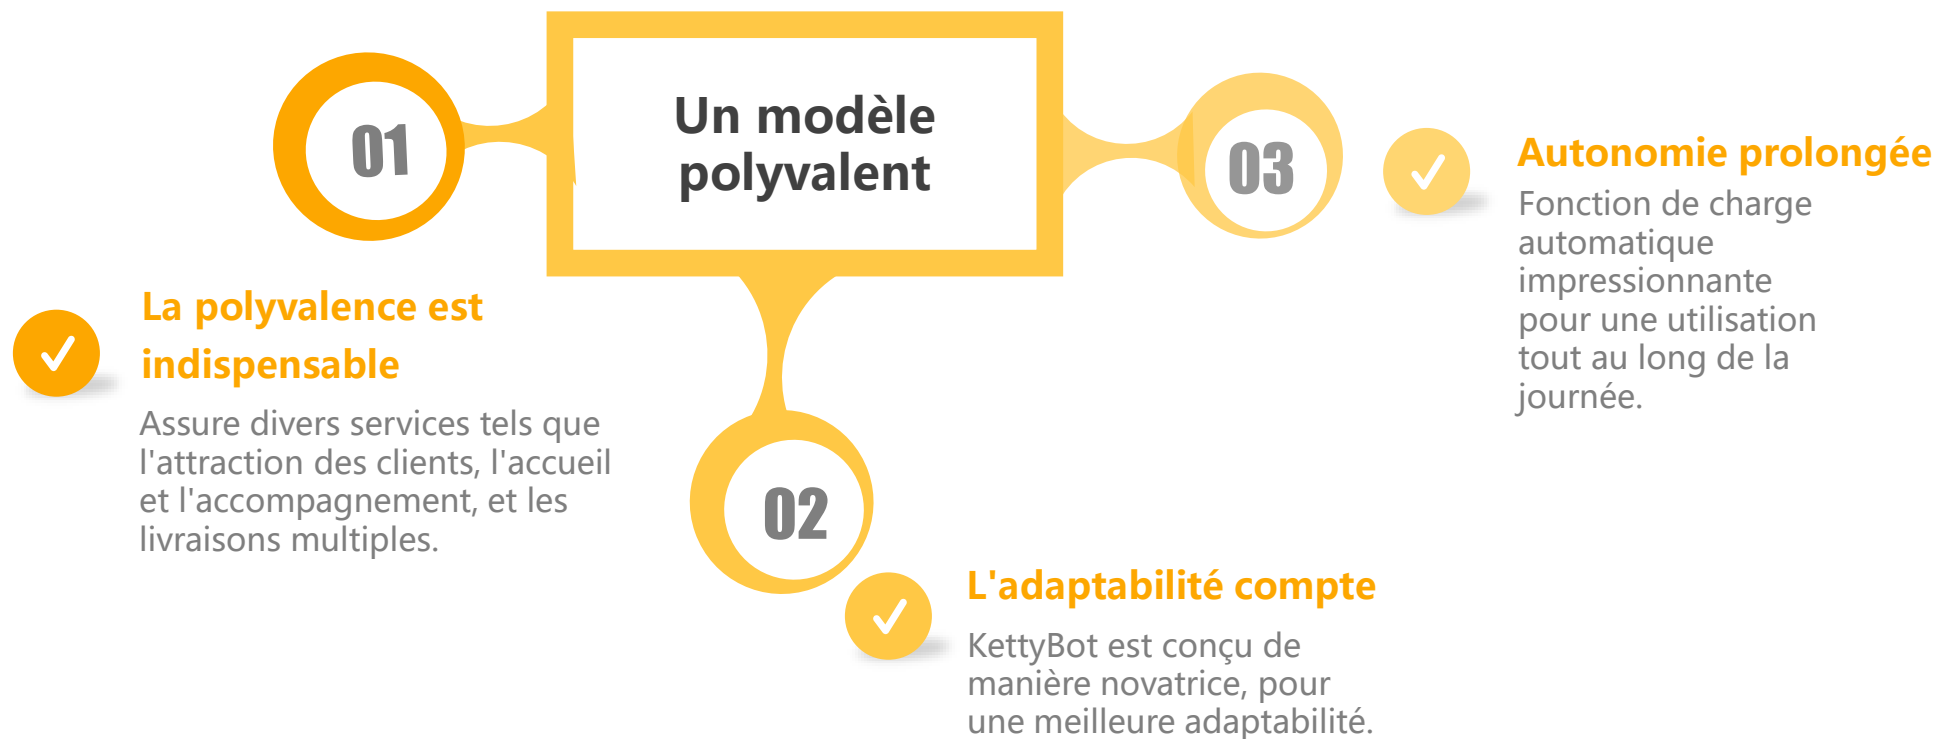 Un modèle
polyvalent
01
La polyvalence est
indispensable
Assure divers services tels que
l'attraction des clients, l'accueil
et l'accompagnement, et les
livraisons multiples.
02
L'adaptabilité compte
KettyBot est conçu de
manière novatrice, pour
une meilleure adaptabilité.
03
Autonomie prolongée
Fonction de charge
automatique
impressionnante
pour une utilisation
tout au long de la
journée.